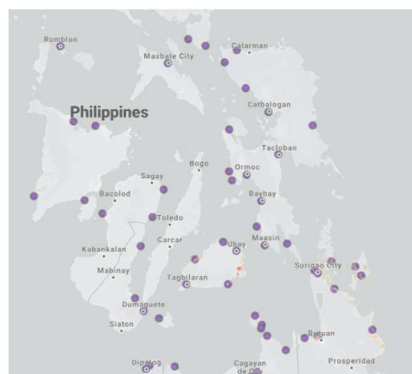 Romblon
Masbate City
Catarman
Philippines
Catbalogan
Tacloban
Bogo
Ormoc
Sagay
Bacolod
Baybay
Toledo
Carcar
Maasin
Ubay
Kabankalan
Surigao City
Mabinay
Tagbilaran
Dumaguete
Siaton
Butuan
Dipolog
Cagayan
de O
Prosperidad